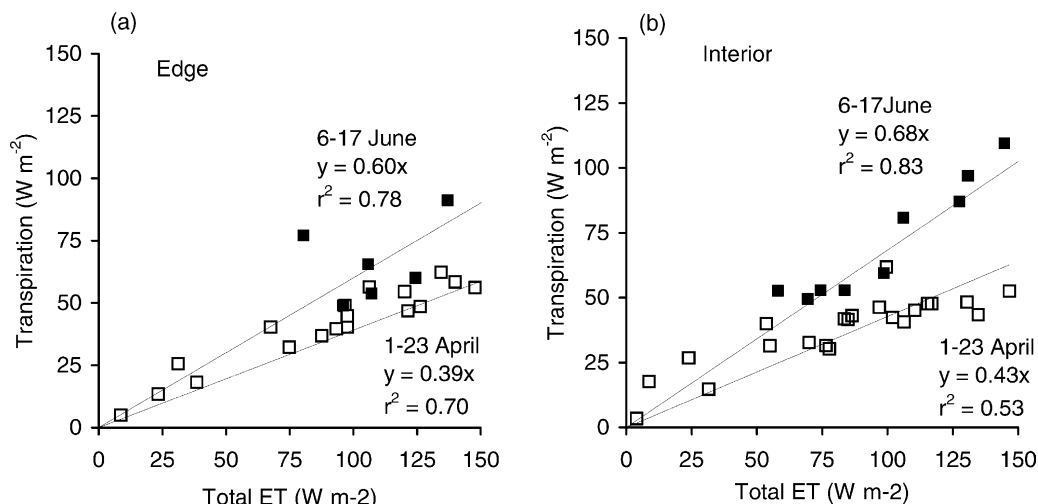 (a)
Edge
Transpiration (W m-2)
150
125
100
75
50
25
0
6-17 June
y = 0.60x
r2 = 0.78
1-23 April
y = 0.39x
r2 = 0.70
0 25 50 75 100 125 150
Total ET (W m-2)
(b)
Interior
Transpiration (W m-2)
150
125
100
75
50
25
0
6-17June
y = 0.68x
r2 = 0.83
1-23 April
y = 0.43x
r2 = 0.53
0 25 50 75 100 125 150
Total ET (W m-2)